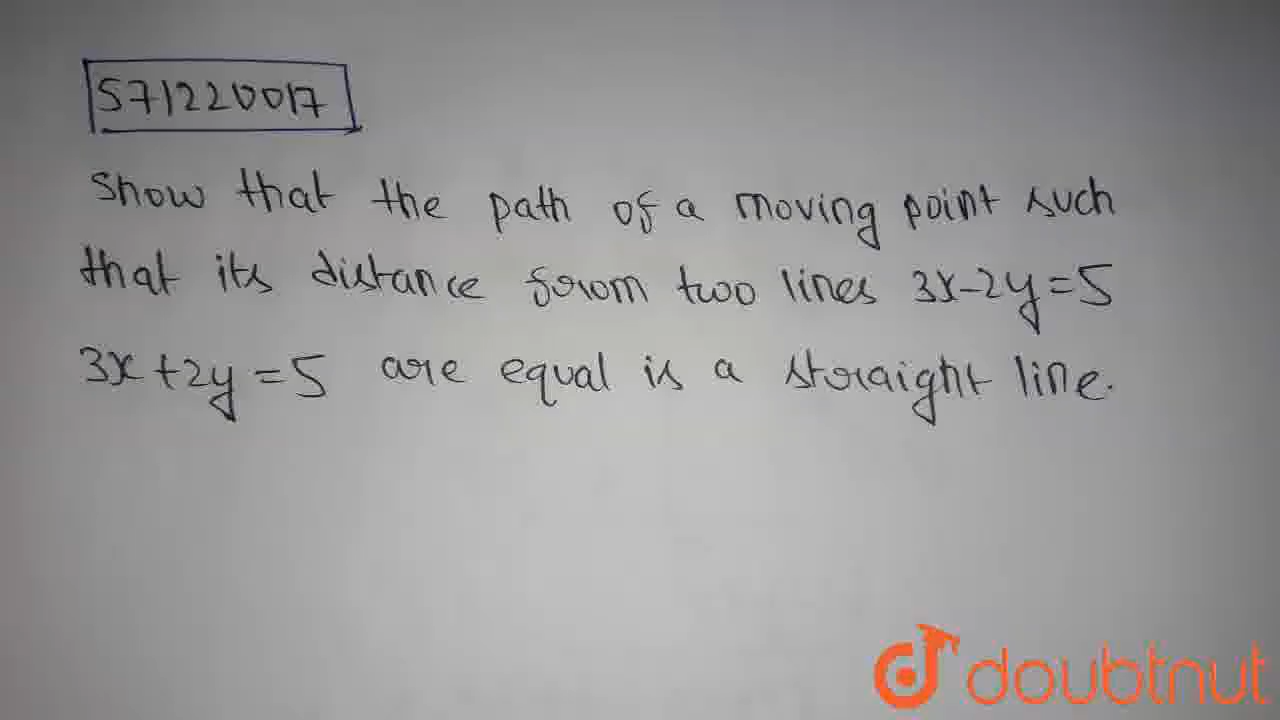 571220017
Show that the path of a moving point such
that its distance from two lines 3x-2y=5
3x+2y=5 are equal is a straight line.
doubtnut